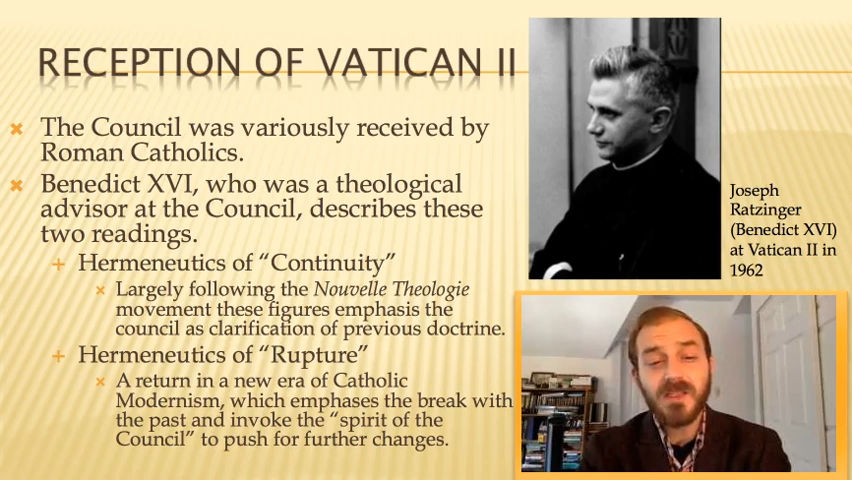 RECEPTION OF VATICAN II
The Council was variously received by
Roman Catholics.
Benedict XVI, who was a theological
advisor at the Council, describes these
two readings.
Hermeneutics of “Continuity”
Largely following the Nouvelle Theologie
movement these figures emphasis the
council as clarification of previous doctrine.
Hermeneutics of “Rupture”
A return in a new era of Catholic
Modernism, which emphases the break with
the past and invoke the “spirit of the
Council” to push for further changes.
Joseph
Ratzinger
(Benedict XVI)
at Vatican II in
1962